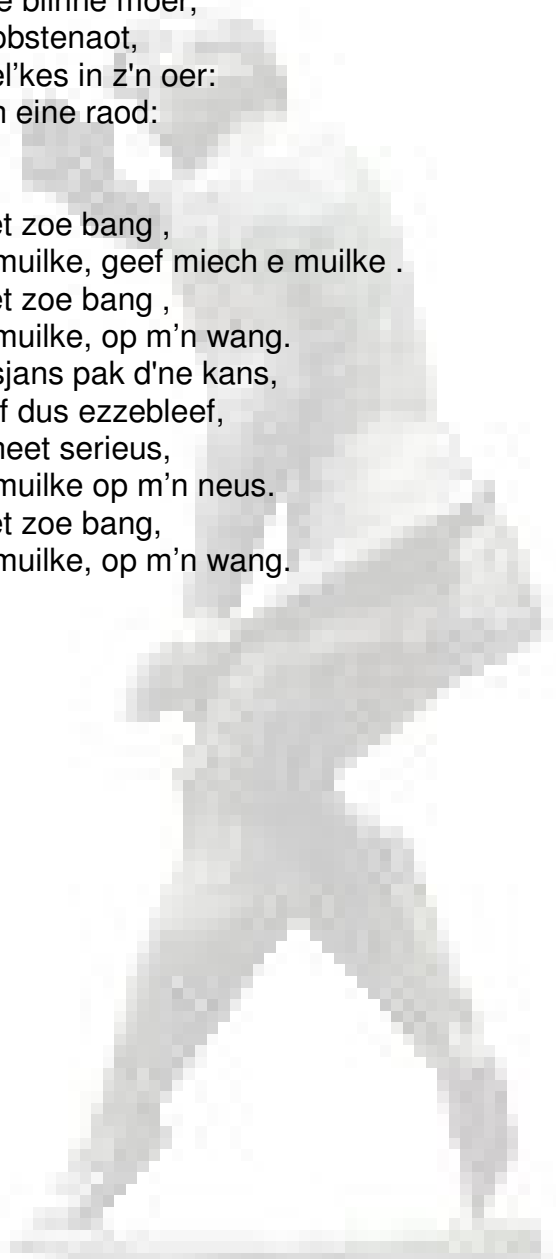 e blinne moer,
obstenaot,
el'kes in z'n oer:
n eine raod:
et zoe bang ,
muilke, geef miech e muilke .
et zoe bang ,
muilke, op m'n wang.
sjans pak d'ne kans,
f dus ezzebleef,
neet serieus,
muilke op m'n neus.
et zoe bang,
muilke, op m'n wang.